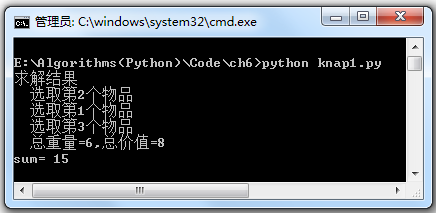 管理员: C:\windows\system32\cmd.exe
E:\Algorithms(Python)\Code\ch6>python knap1.py
求解结果
选取第2个物品
选取第1个物品
选取第3个物品
总重量=6,总价值=8
sum= 15